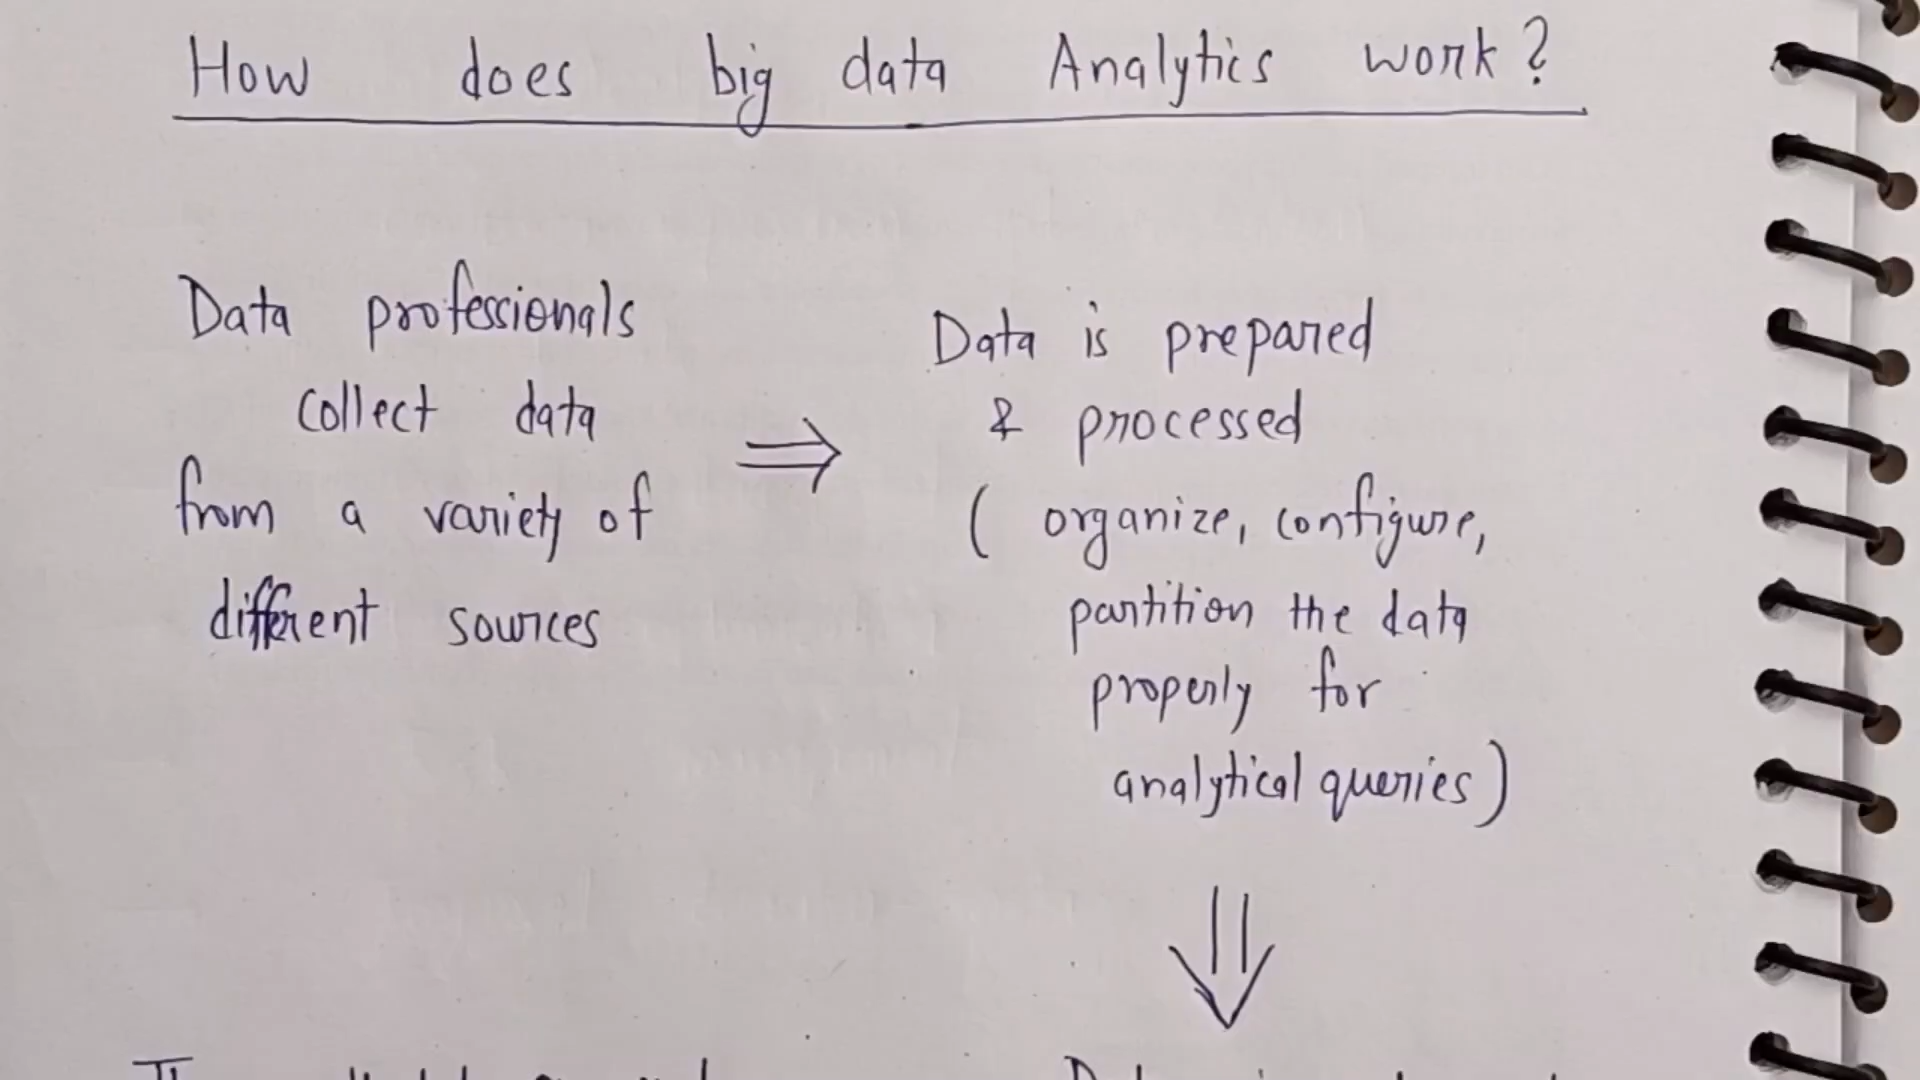 How does big data Analytics work?
Data professionals
collect data
from a variety of
different sources
⇒
Data is prepared
& processed
( organize, configure,
partition the data
properly for
analytical queries)
⇓